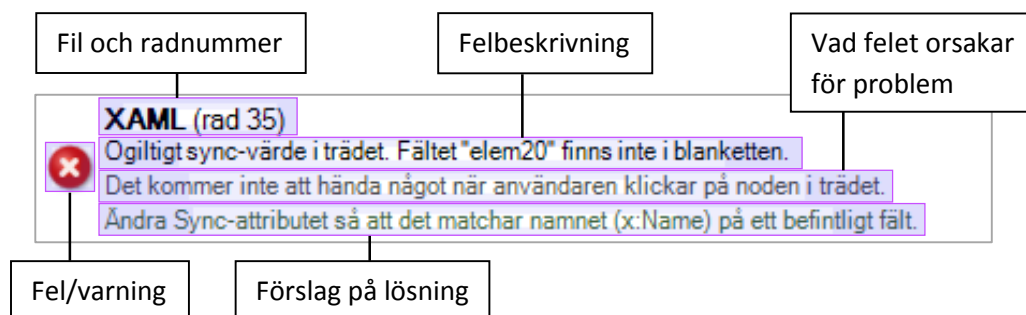 Fil och radnummer
Felbeskrivning
Vad felet orsakar
för problem
XAML (rad 35)
Ogiltigt sync-värde i trädet. Fältet "elem20" finns inte i blanketten.
Det kommer inte att hända något när användaren klickar på noden i trädet.
Ändra Sync-attributet så att det matchar namnet (x:Name) på ett befintligt fält.
Fel/varning
Förslag på lösning